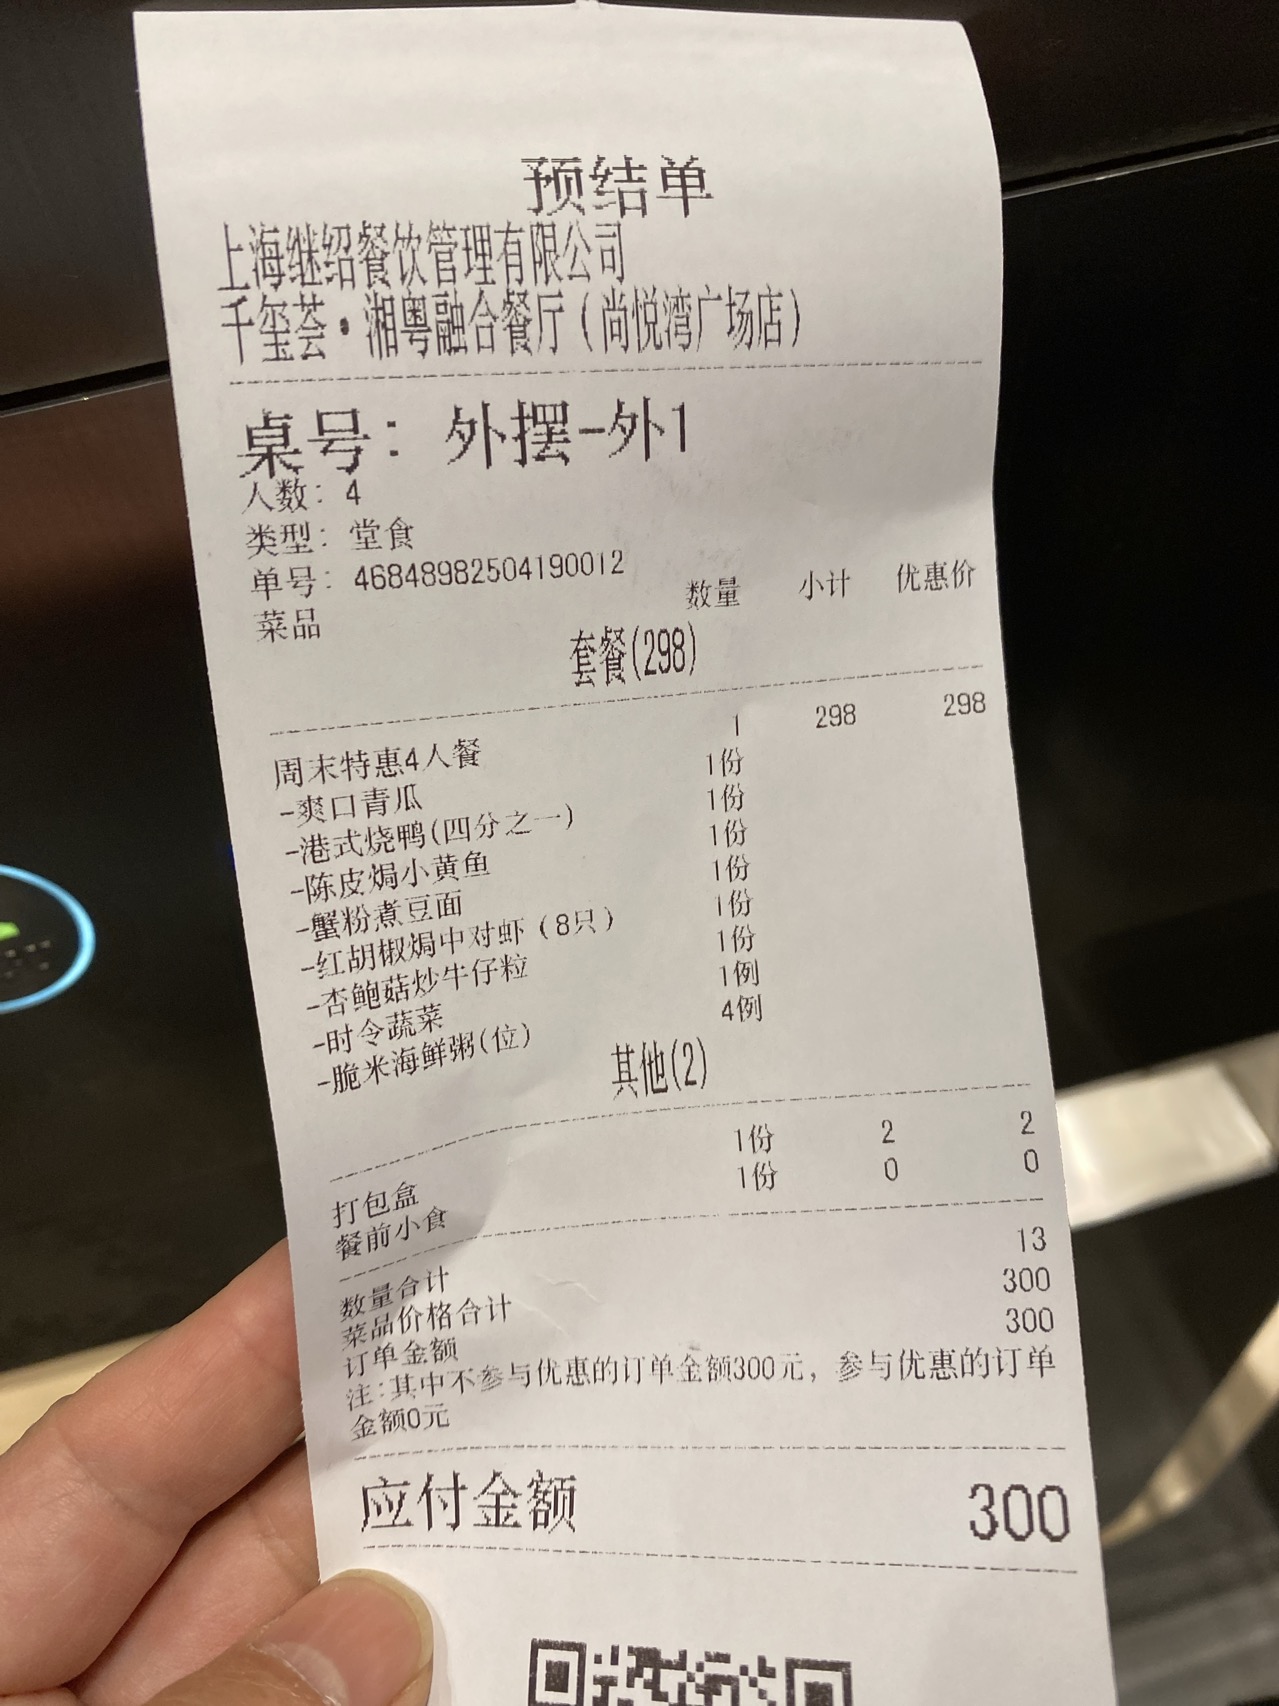 预结单
上海继绍餐饮管理有限公司
千玺荟·湘粤融合餐厅（尚悦湾广场店）
桌号：外摆-外1
人数：4
类型：堂食
单号：46848982504190012
菜品 数量 小计 优惠价
套餐(298)
周末特惠4人餐 1 298 298
-爽口青瓜 1份
-港式烧鸭(四分之一) 1份
-陈皮焗小黄鱼 1份
-蟹粉煮豆面 1份
-红胡椒焗中对虾（8只） 1份
-杏鲍菇炒牛仔粒 1份
-时令蔬菜 1例
-脆米海鲜粥(位) 4例
其他(2)
打包盒 1份 2 2
餐前小食 1份 0 0
数量合计 13
菜品价格合计 300
订单金额 300
注:其中不参与优惠的订单金额300元，参与优惠的订单
金额0元
应付金额 300